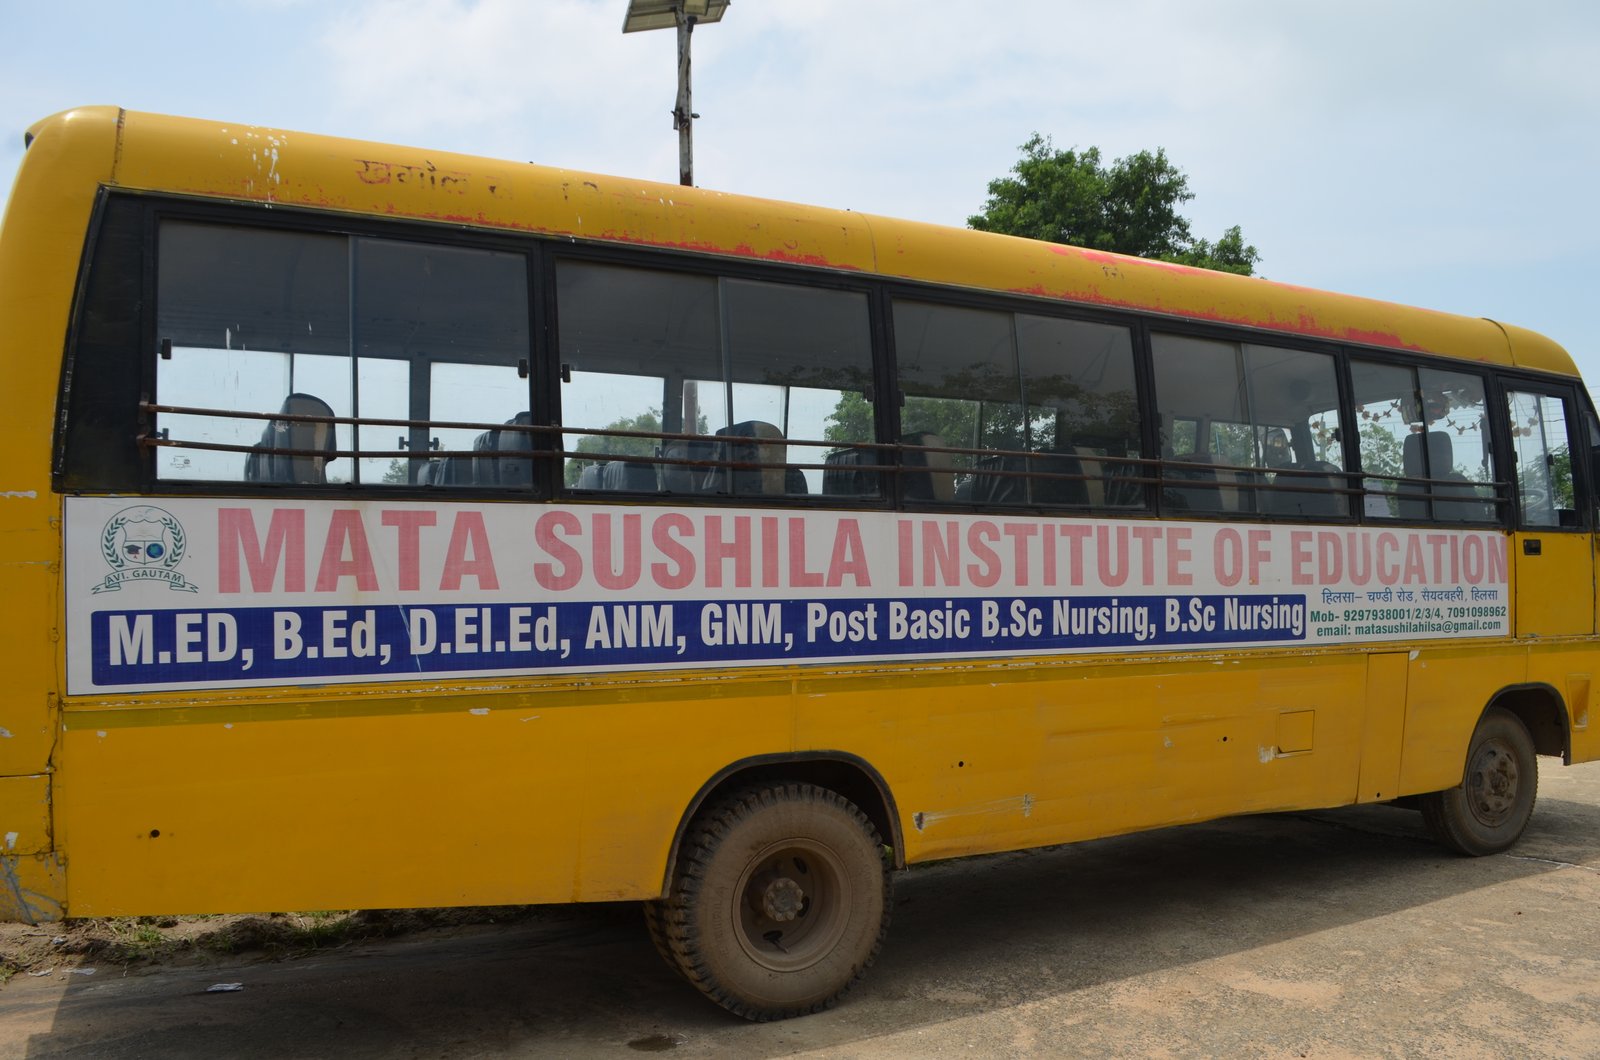 खगोल
MATA SUSHILA INSTITUTE OF EDUCATION
AVI. GAUTAM
M.ED, B.Ed, D.El.Ed, ANM, GNM, Post Basic B.Sc Nursing, B.Sc Nursing
हिलसा– चण्डी रोड, सैयदबहरी, हिलसा
Mob- 9297938001/2/3/4, 7091098962
email: matasushilahilsa@gmail.com